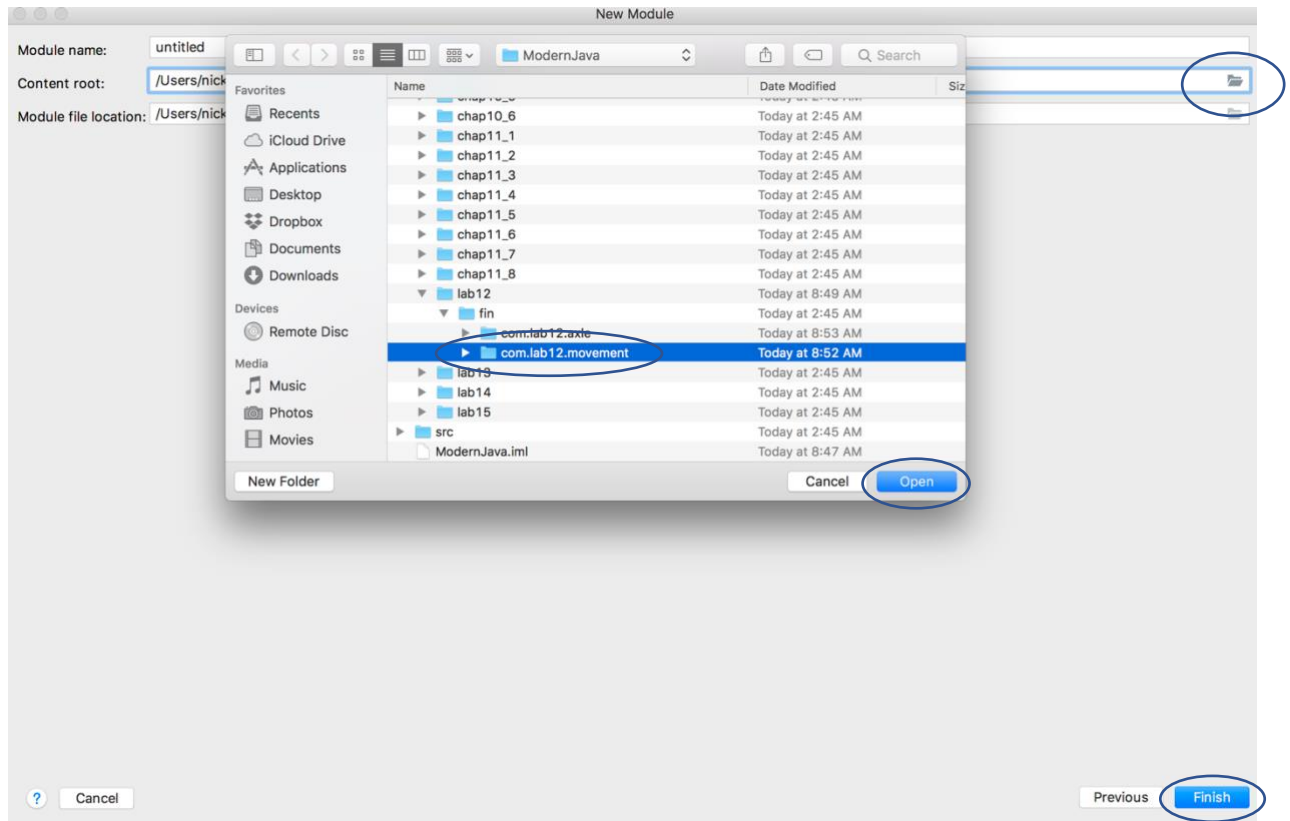 New Module
Module name: untitled
Content root: /Users/nick
Module file location: /Users/nick
ModernJava
Search
Favorites
Recents
iCloud Drive
Applications
Desktop
Dropbox
Documents
Downloads
Devices
Remote Disc
Media
Music
Photos
Movies
Name Date Modified Siz
chap10_6 Today at 2:45 AM
chap11_1 Today at 2:45 AM
chap11_2 Today at 2:45 AM
chap11_3 Today at 2:45 AM
chap11_4 Today at 2:45 AM
chap11_5 Today at 2:45 AM
chap11_6 Today at 2:45 AM
chap11_7 Today at 2:45 AM
chap11_8 Today at 2:45 AM
lab12 Today at 8:49 AM
fin Today at 2:45 AM
com.lab12.axle Today at 8:53 AM
com.lab12.movement Today at 8:52 AM
lab13 Today at 2:45 AM
lab14 Today at 2:45 AM
lab15 Today at 2:45 AM
src Today at 2:45 AM
ModernJava.iml Today at 8:47 AM
New Folder Cancel Open
? Cancel Previous Finish